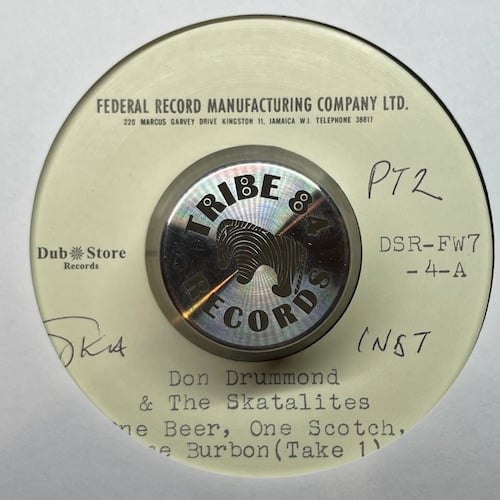 FEDERAL RECORD MANUFACTURING COMPANY LTD.
220 MARCUS GARVEY DRIVE KINGSTON 11, JAMAICA W.I. TELEPHONE 38817
PT2
TRIBE 84
RECORDS
Dub Store
Records
DSR-FW7
-4-A
SKA
INST
Don Drummond
& The Skatalites
ne Beer, One Scotch,
e Burbon(Take 1)